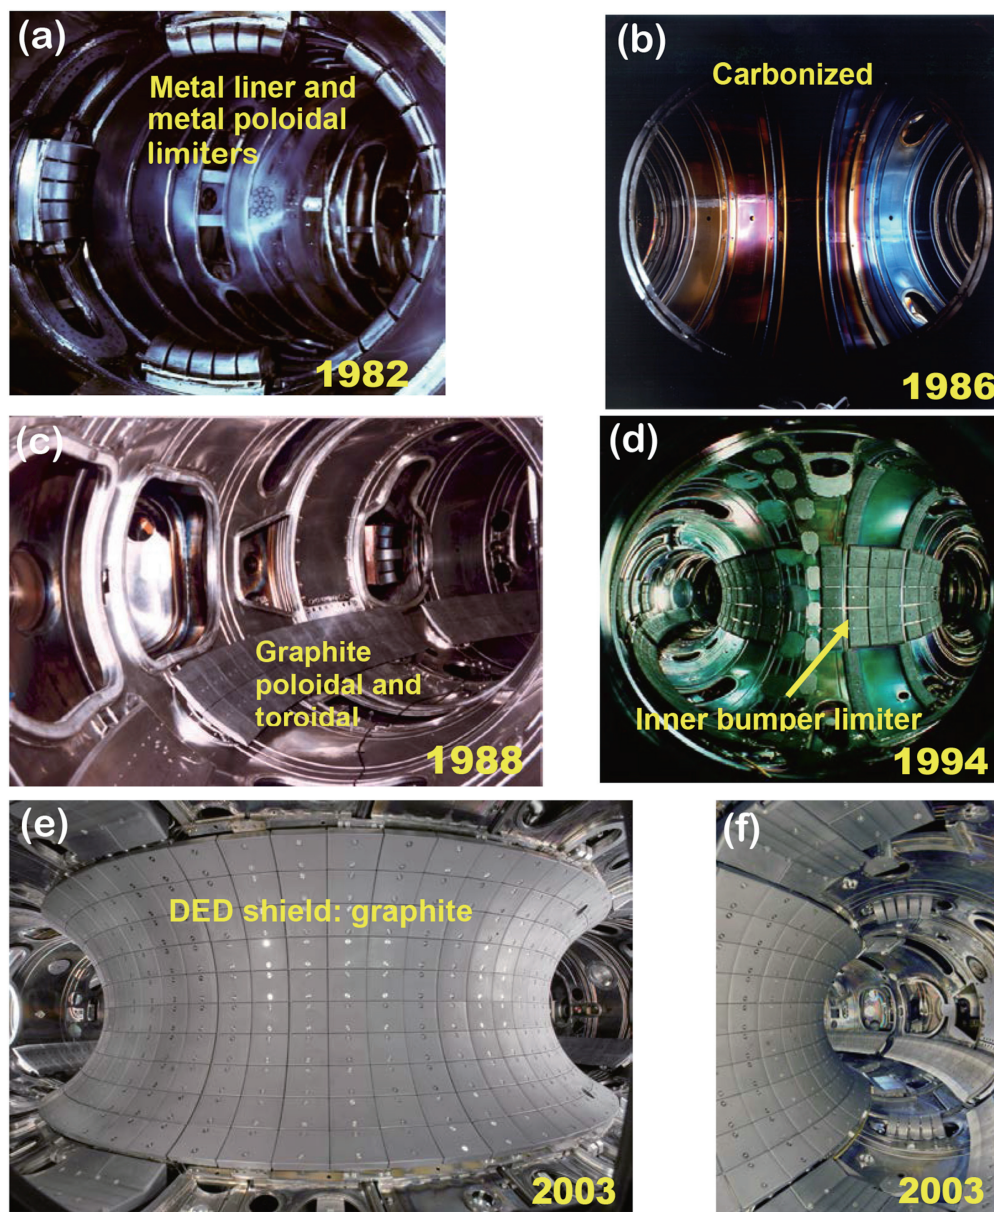 (a)
Metal liner and
metal poloidal
limiters
1982
(b)
Carbonized
1986
(c)
Graphite
poloidal and
toroidal
1988
(d)
Inner bumper limiter
1994
(e)
DED shield: graphite
2003
(f)
2003